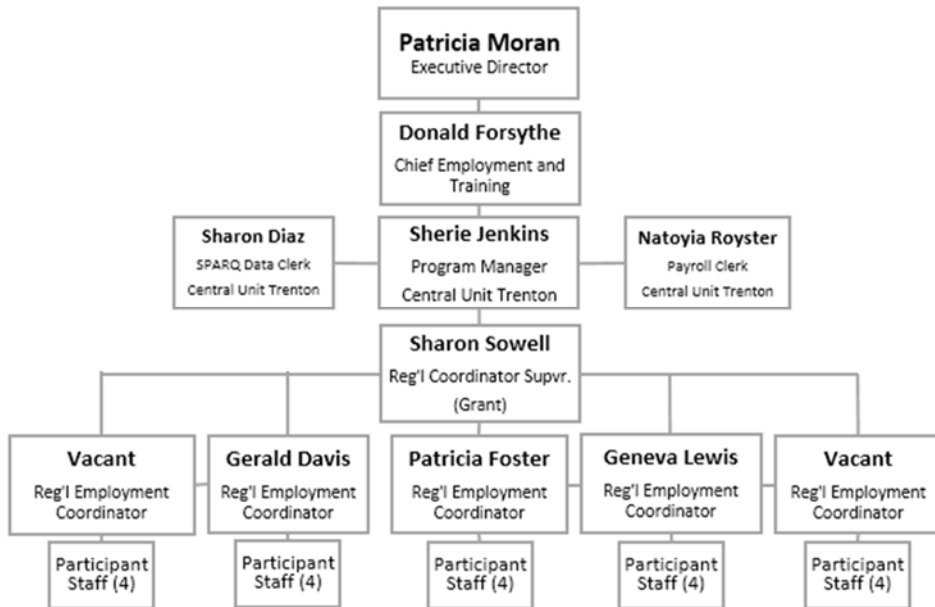 Patricia Moran
Executive Director
Donald Forsythe
Chief Employment and
Training
Sharon Diaz
SPARQ Data Clerk
Central Unit Trenton
Sherie Jenkins
Program Manager
Central Unit Trenton
Natoyia Royster
Payroll Clerk
Central Unit Trenton
Sharon Sowell
Reg'l Coordinator Supvr.
(Grant)
Vacant
Reg'l Employment
Coordinator
Gerald Davis
Reg'l Employment
Coordinator
Patricia Foster
Reg'l Employment
Coordinator
Geneva Lewis
Reg'l Employment
Coordinator
Vacant
Reg'l Employment
Coordinator
Participant
Staff (4)
Participant
Staff (4)
Participant
Staff (4)
Participant
Staff (4)
Participant
Staff (4)